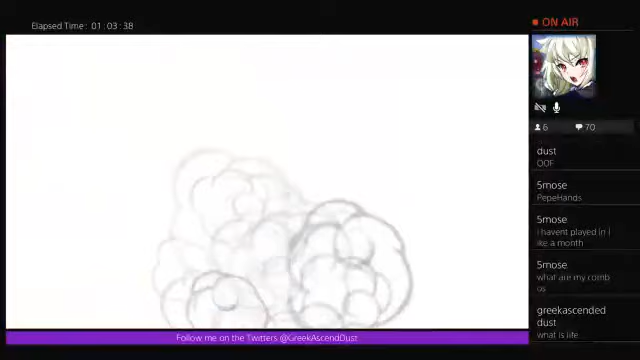 Elapsed Time : 01:03:38
ON AIR
6
70
dust
OOF
5mose
PepeHands
5mose
i havent played in l
ike a month
5mose
what are my comb
os
greekascended
dust
what is life
Follow me on the Twitters @GreekAscendDust